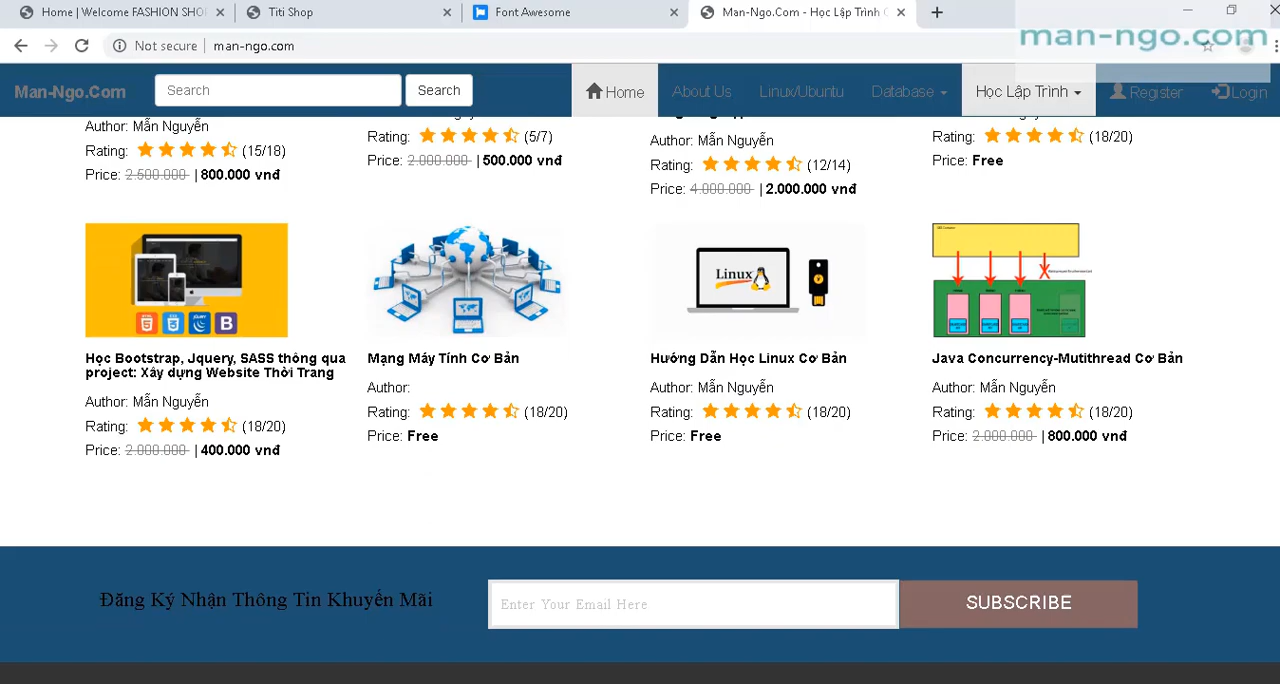 Home | Welcome FASHION SHO
Titi Shop
Font Awesome
Man-Ngo.Com - Học Lập Trình
Not secure | man-ngo.com
man-ngo.com
Man-Ngo.Com
Search
Search
Home
About Us
Linux/Ubuntu
Database
Học Lập Trình
Register
Login
Author: Mẫn Nguyễn
Rating: (15/18)
Price: 2.500.000 | 800.000 vnđ
(5/7)
Rating:
Price: 2.000.000 | 500.000 vnđ
Author: Mẫn Nguyễn
Rating: (12/14)
Price: 4.000.000 | 2.000.000 vnđ
Rating: (18/20)
Price: Free
Học Bootstrap, Jquery, SASS thông qua
project: Xây dựng Website Thời Trang
Author: Mẫn Nguyễn
Rating: (18/20)
Price: 2.000.000 | 400.000 vnđ
Mạng Máy Tính Cơ Bản
Author:
Rating: (18/20)
Price: Free
Linux
Hướng Dẫn Học Linux Cơ Bản
Author: Mẫn Nguyễn
Rating: (18/20)
Price: Free
Java Concurrency-Mutithread Cơ Bản
Author: Mẫn Nguyễn
Rating: (18/20)
Price: 2.000.000 | 800.000 vnđ
Đăng Ký Nhận Thông Tin Khuyến Mãi
Enter Your Email Here
SUBSCRIBE